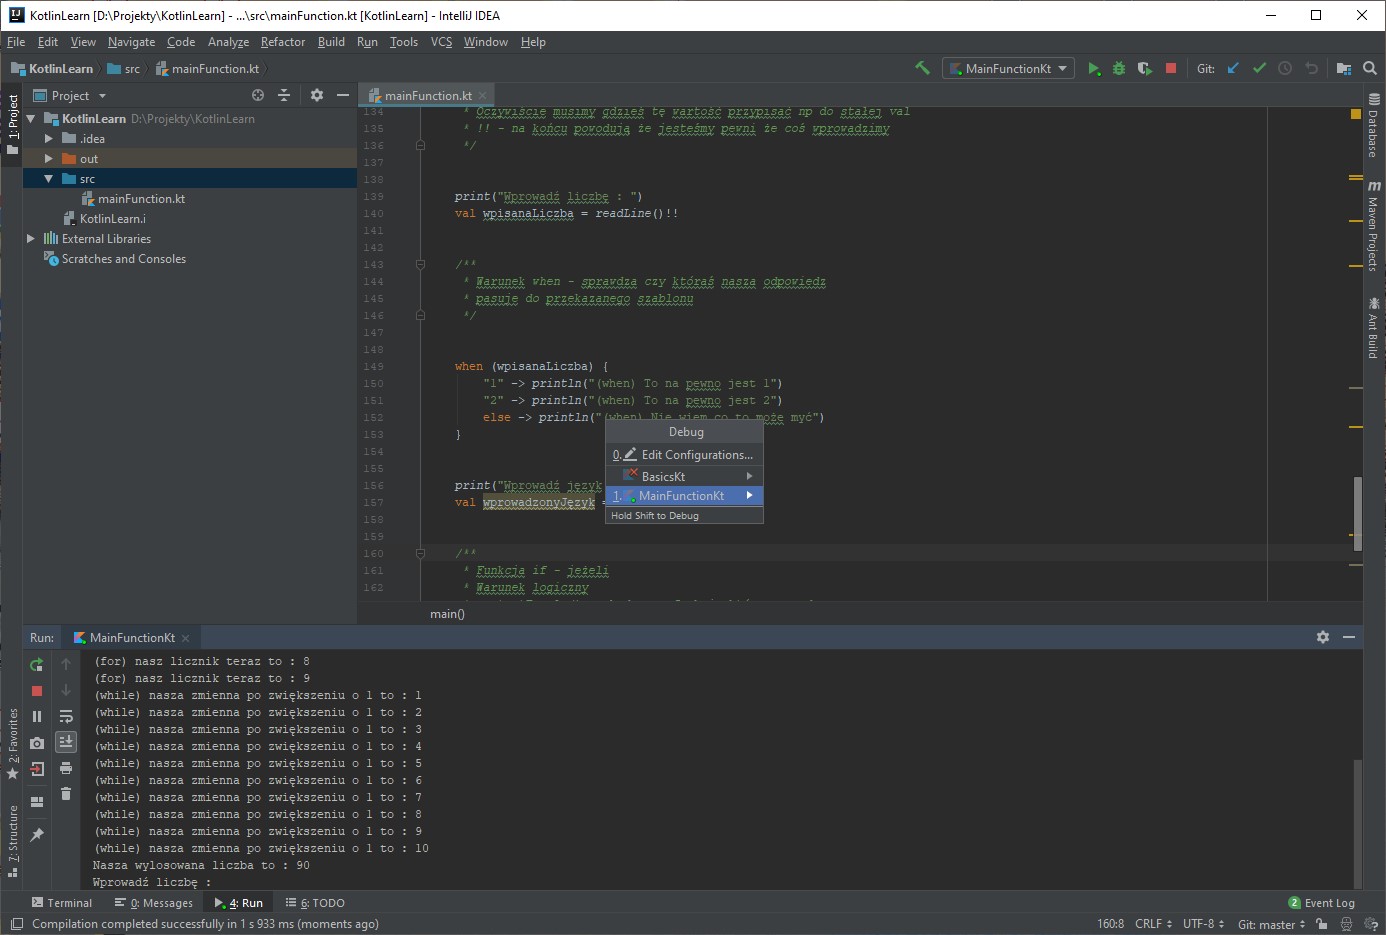 KotlinLearn [D:\Projekty\KotlinLearn] - ...\src\mainFunction.kt [KotlinLearn] - IntelliJ IDEA
File Edit View Navigate Code Analyze Refactor Build Run Tools VCS Window Help
KotlinLearn src mainFunction.kt
MainFunctionKt Git:
1: Project
Project
KotlinLearn D:\Projekty\KotlinLearn
.idea
out
src
mainFunction.kt
KotlinLearn.i
External Libraries
Scratches and Consoles
mainFunction.kt
134 * Oczywiście musimy gdzieś tę wartość przypisać np do stałej val
135 * !! - na końcu powodują że jesteśmy pewni że coś wprowadzimy
136 */
137
138
139 print("Wprowadź liczbę : ")
140 val wpisanaLiczba = readLine()!!
141
142
143 /**
144 * Warunek when - sprawdza czy któraś nasza odpowiedz
145 * pasuje do przekazanego szablonu
146 */
147
148
149 when (wpisanaLiczba) {
150 "1" -> println("(when) To na pewno jest 1")
151 "2" -> println("(when) To na pewno jest 2")
152 else -> println("(when) Nie wiem co to może myć")
153 }
154
155
156 print("Wprowadź język
157 val wprowadzonyJęzyk =
158
159
160 /**
161 * Funkcja if - jeżeli
162 * Warunek logiczny
Debug
0. Edit Configurations...
BasicsKt
1. MainFunctionKt
Hold Shift to Debug
main()
Database
m Maven Projects
Ant Build
Run: MainFunctionKt
(for) nasz licznik teraz to : 8
(for) nasz licznik teraz to : 9
(while) nasza zmienna po zwiększeniu o 1 to : 1
(while) nasza zmienna po zwiększeniu o 1 to : 2
(while) nasza zmienna po zwiększeniu o 1 to : 3
(while) nasza zmienna po zwiększeniu o 1 to : 4
(while) nasza zmienna po zwiększeniu o 1 to : 5
(while) nasza zmienna po zwiększeniu o 1 to : 6
(while) nasza zmienna po zwiększeniu o 1 to : 7
(while) nasza zmienna po zwiększeniu o 1 to : 8
(while) nasza zmienna po zwiększeniu o 1 to : 9
(while) nasza zmienna po zwiększeniu o 1 to : 10
Nasza wylosowana liczba to : 90
Wprowadź liczbę :
2: Favorites
7: Structure
Terminal 0: Messages 4: Run 6: TODO 2 Event Log
Compilation completed successfully in 1 s 933 ms (moments ago) 160:8 CRLF UTF-8 Git: master